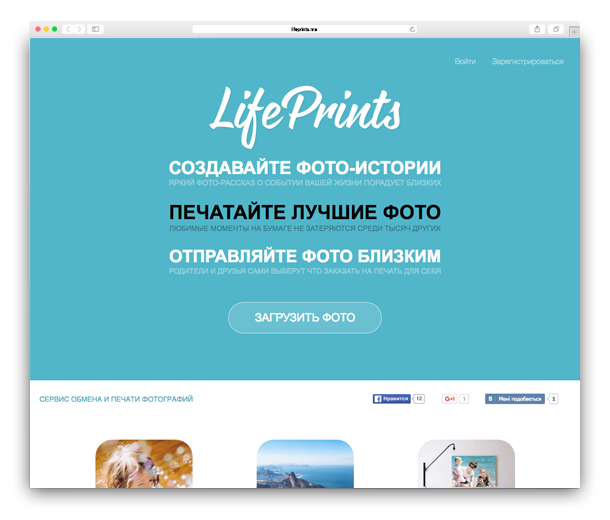 lifeprints.me
Войти Зарегистрироваться
LifePrints
СОЗДАВАЙТЕ ФОТО-ИСТОРИИ
ЯРКИЙ ФОТО-РАССКАЗ О СОБЫТИИ ВАШЕЙ ЖИЗНИ ПОРАДУЕТ БЛИЗКИХ
ПЕЧАТАЙТЕ ЛУЧШИЕ ФОТО
ЛЮБИМЫЕ МОМЕНТЫ НА БУМАГЕ НЕ ЗАТЕРЯЮТСЯ СРЕДИ ТЫСЯЧ ДРУГИХ
ОТПРАВЛЯЙТЕ ФОТО БЛИЗКИМ
РОДИТЕЛИ И ДРУЗЬЯ САМИ ВЫБЕРУТ ЧТО ЗАКАЗАТЬ НА ПЕЧАТЬ ДЛЯ СЕБЯ
ЗАГРУЗИТЬ ФОТО
СЕРВИС ОБМЕНА И ПЕЧАТИ ФОТОГРАФИЙ Нравится 12 G+1 1 В Мені подобається 1